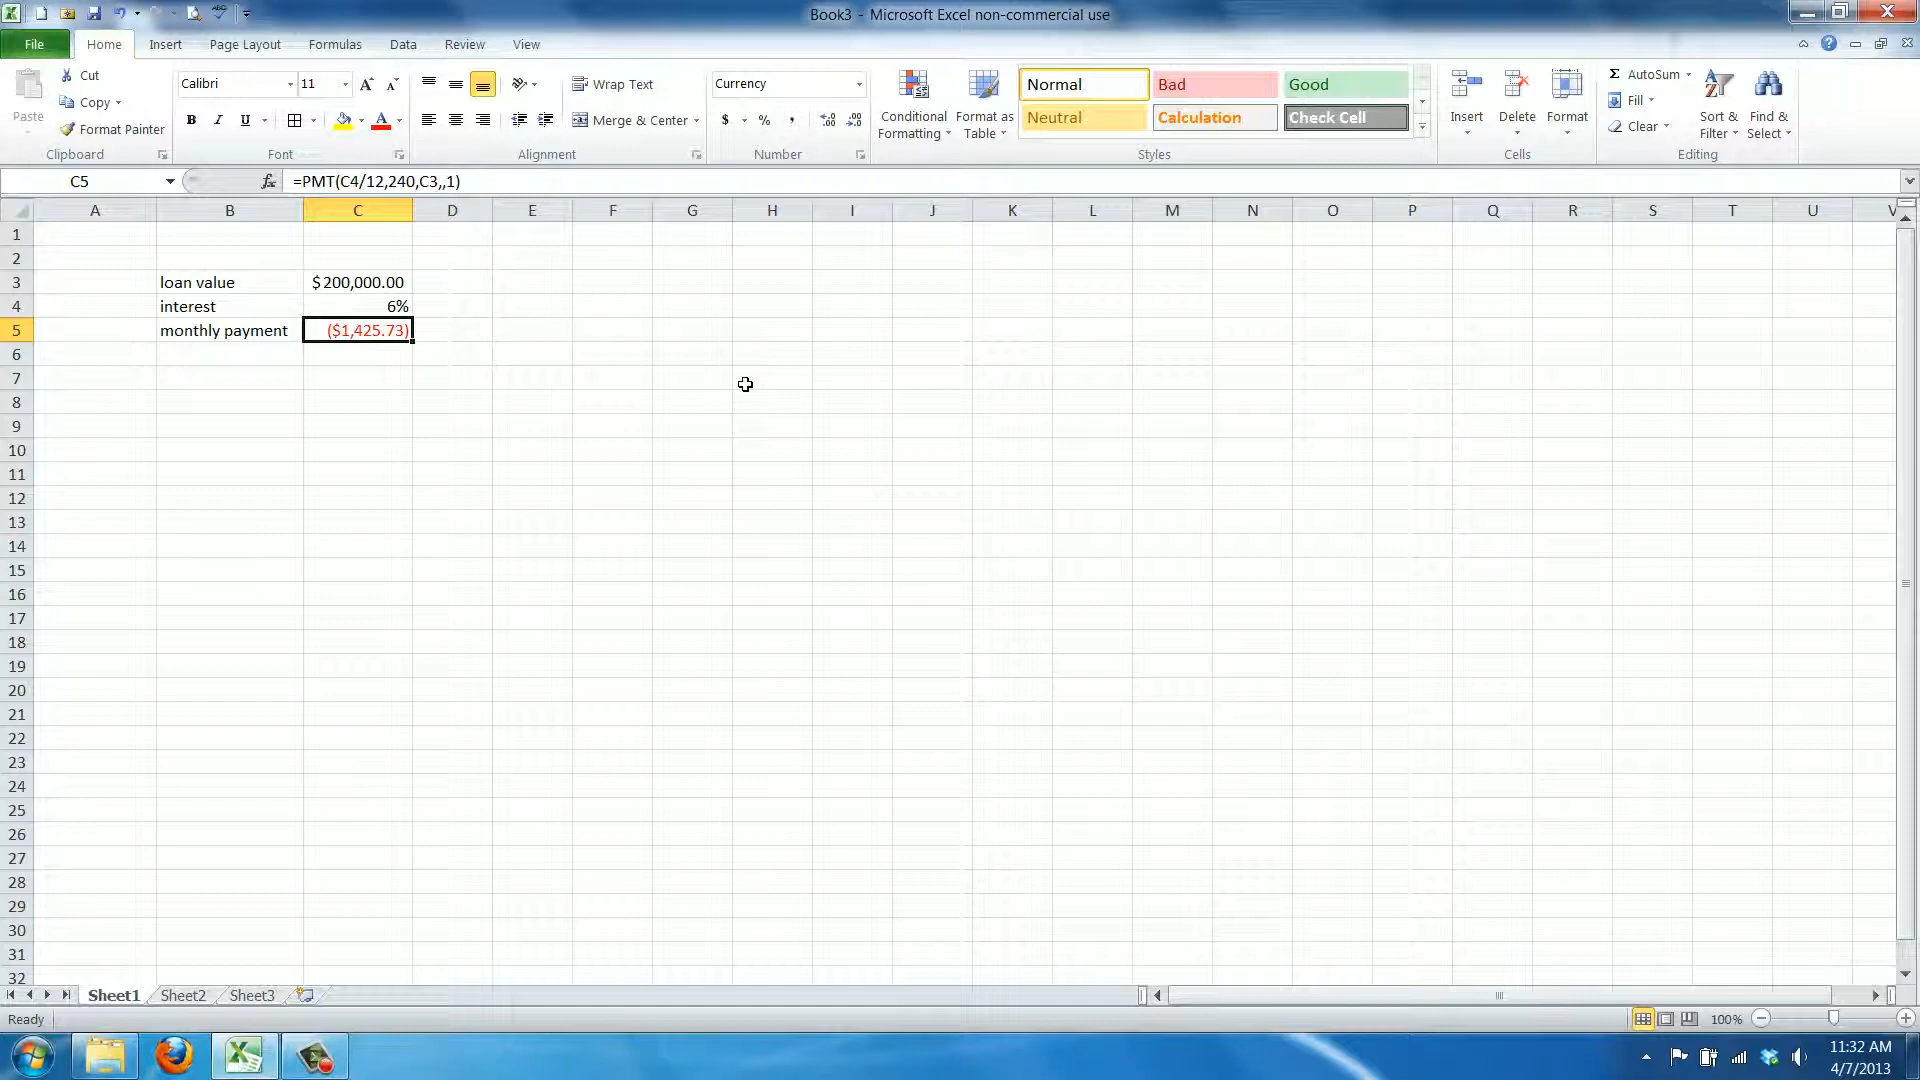 Book3 - Microsoft Excel non-commercial use
File Home Insert Page Layout Formulas Data Review View
Paste
Cut
Copy
Format Painter
Clipboard
Calibri 11
B I U
Font
Wrap Text
Merge & Center
Alignment
Currency
$ % ,
Number
Conditional Formatting
Format as Table
Normal Bad Good
Neutral Calculation Check Cell
Styles
Insert Delete Format
Cells
Σ AutoSum
Fill
Clear
Sort & Filter
Find & Select
Editing
C5 fx =PMT(C4/12,240,C3,,1)
A B C D E F G H I J K L M N O P Q R S T U V
1
2
3 loan value $ 200,000.00
4 interest 6%
5 monthly payment ($1,425.73)
6
7
8
9
10
11
12
13
14
15
16
17
18
19
20
21
22
23
24
25
26
27
28
29
30
31
32
Sheet1 Sheet2 Sheet3
Ready 100%
11:32 AM
4/7/2013